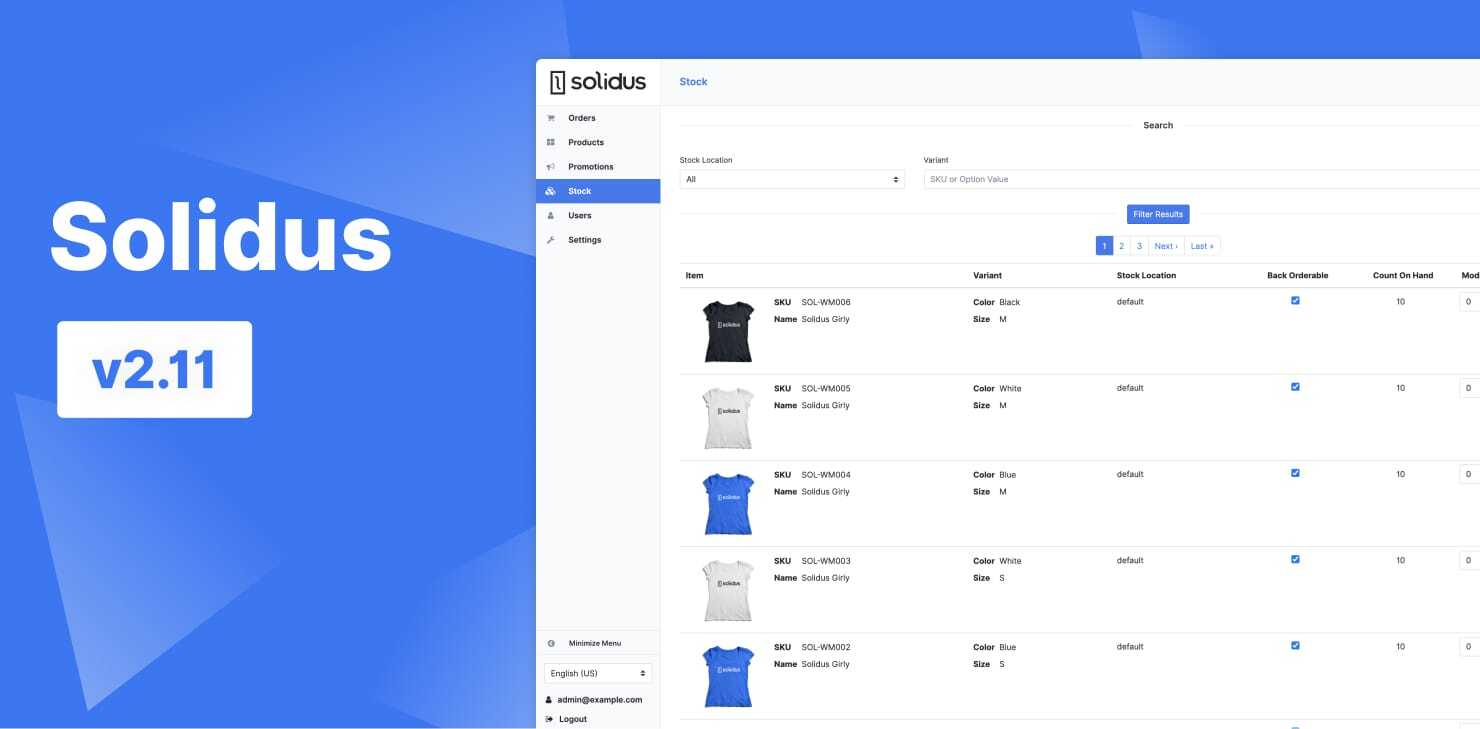 Solidus
v2.11
solidus
Orders
Products
Promotions
Stock
Users
Settings
Minimize Menu
English (US)
admin@example.com
Logout
Stock
Search
Stock Location
Variant
All
SKU or Option Value
Filter Results
1 2 3 Next › Last »
Item Variant Stock Location Back Orderable Count On Hand Mod
solidus
SKU SOL-WM006 Color Black default 10 0
Name Solidus Girly Size M
solidus
SKU SOL-WM005 Color White default 10 0
Name Solidus Girly Size M
solidus
SKU SOL-WM004 Color Blue default 10 0
Name Solidus Girly Size M
solidus
SKU SOL-WM003 Color White default 10 0
Name Solidus Girly Size S
solidus
SKU SOL-WM002 Color Blue default 10 0
Name Solidus Girly Size S